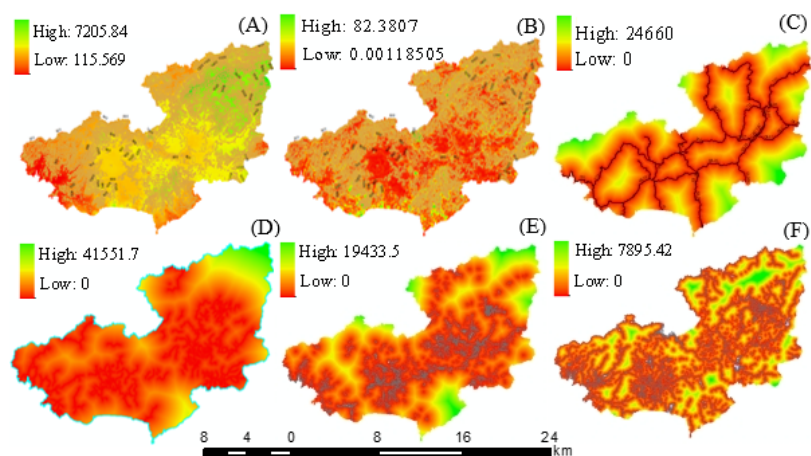 (A)
High: 7205.84
Low: 115.569
(B)
High: 82.3807
Low: 0.00118505
(C)
High: 24660
Low: 0
(D)
High: 41551.7
Low: 0
(E)
High: 19433.5
Low: 0
(F)
High: 7895.42
Low: 0
8 4 0 8 16 24
km